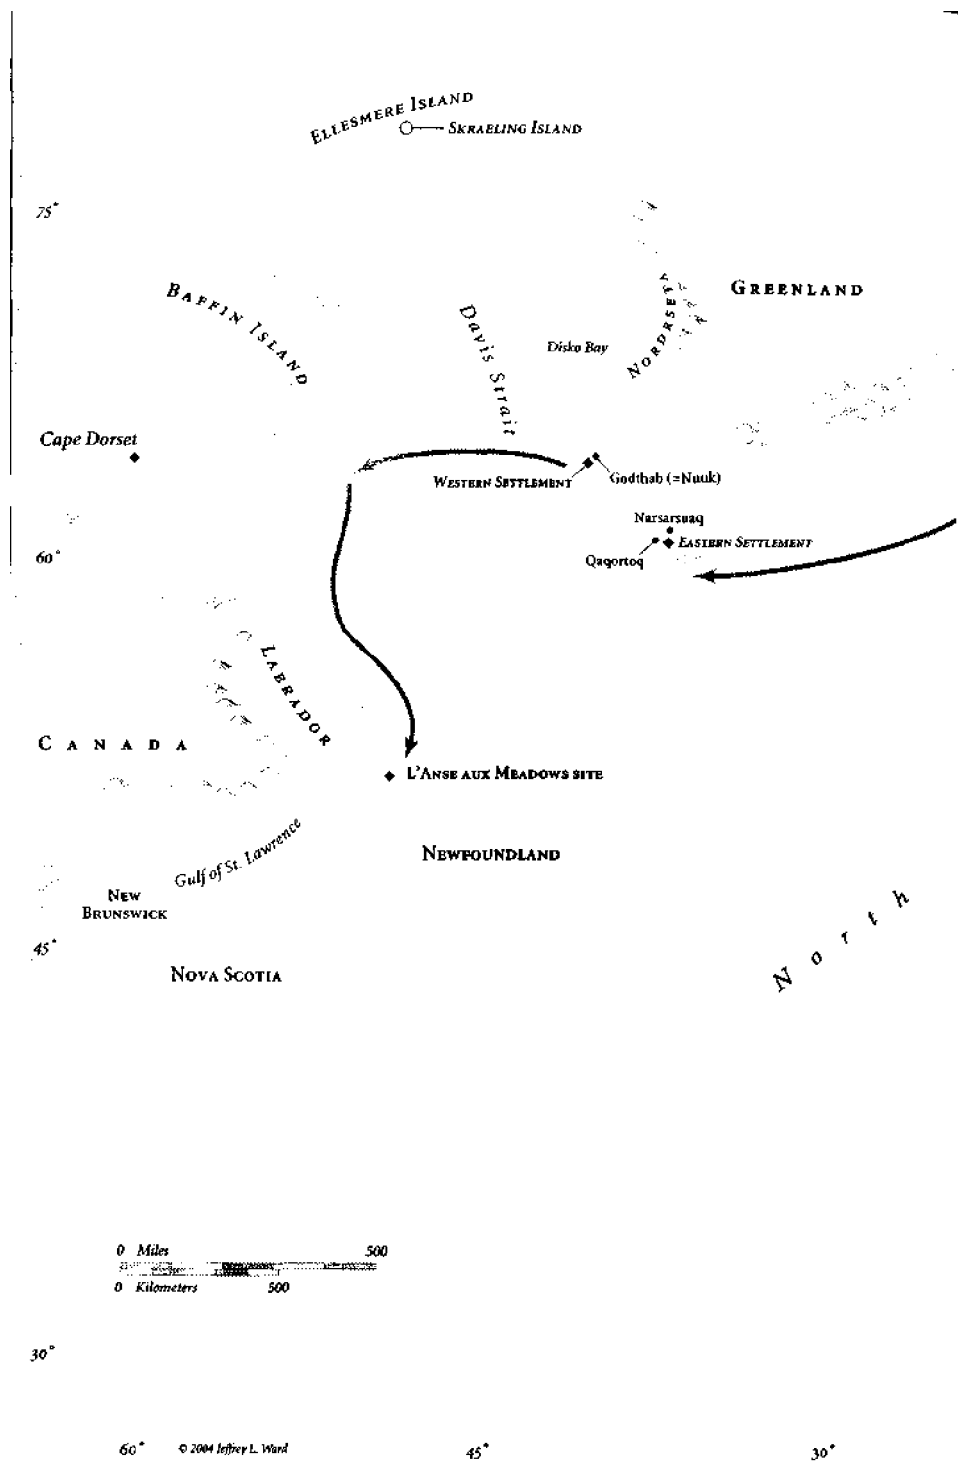 ELLESMERE ISLAND
SKRAELING ISLAND
75°
BAFFIN ISLAND
GREENLAND
NORDRSETA
Davis Strait
Disko Bay
Cape Dorset
WESTERN SETTLEMENT
Godthab (=Nuuk)
Narsarsuaq
EASTERN SETTLEMENT
Qaqortoq
60°
LABRADOR
CANADA
L'ANSE AUX MEADOWS SITE
Gulf of St. Lawrence
NEWFOUNDLAND
NEW
BRUNSWICK
North
45°
NOVA SCOTIA
0 Miles 500
0 Kilometers 500
30°
60° © 2004 Jeffrey L. Ward 45° 30°